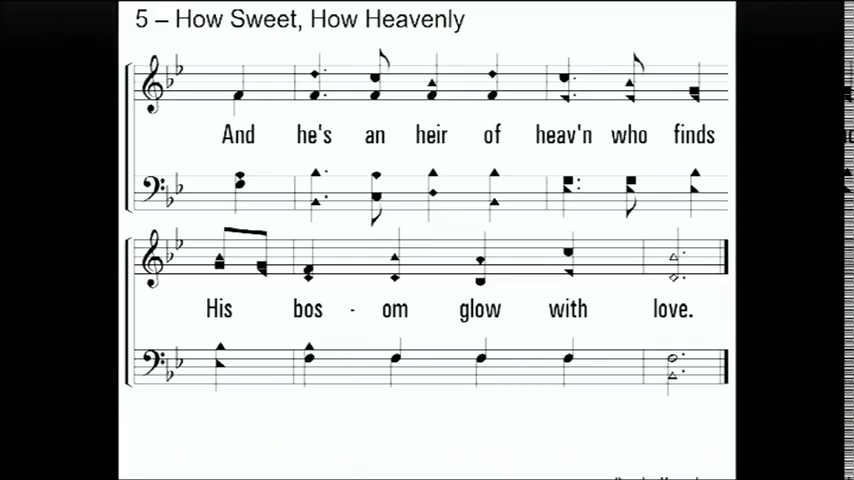 5 – How Sweet, How Heavenly
And he's an heir of heav'n who finds
His bos - om glow with love.